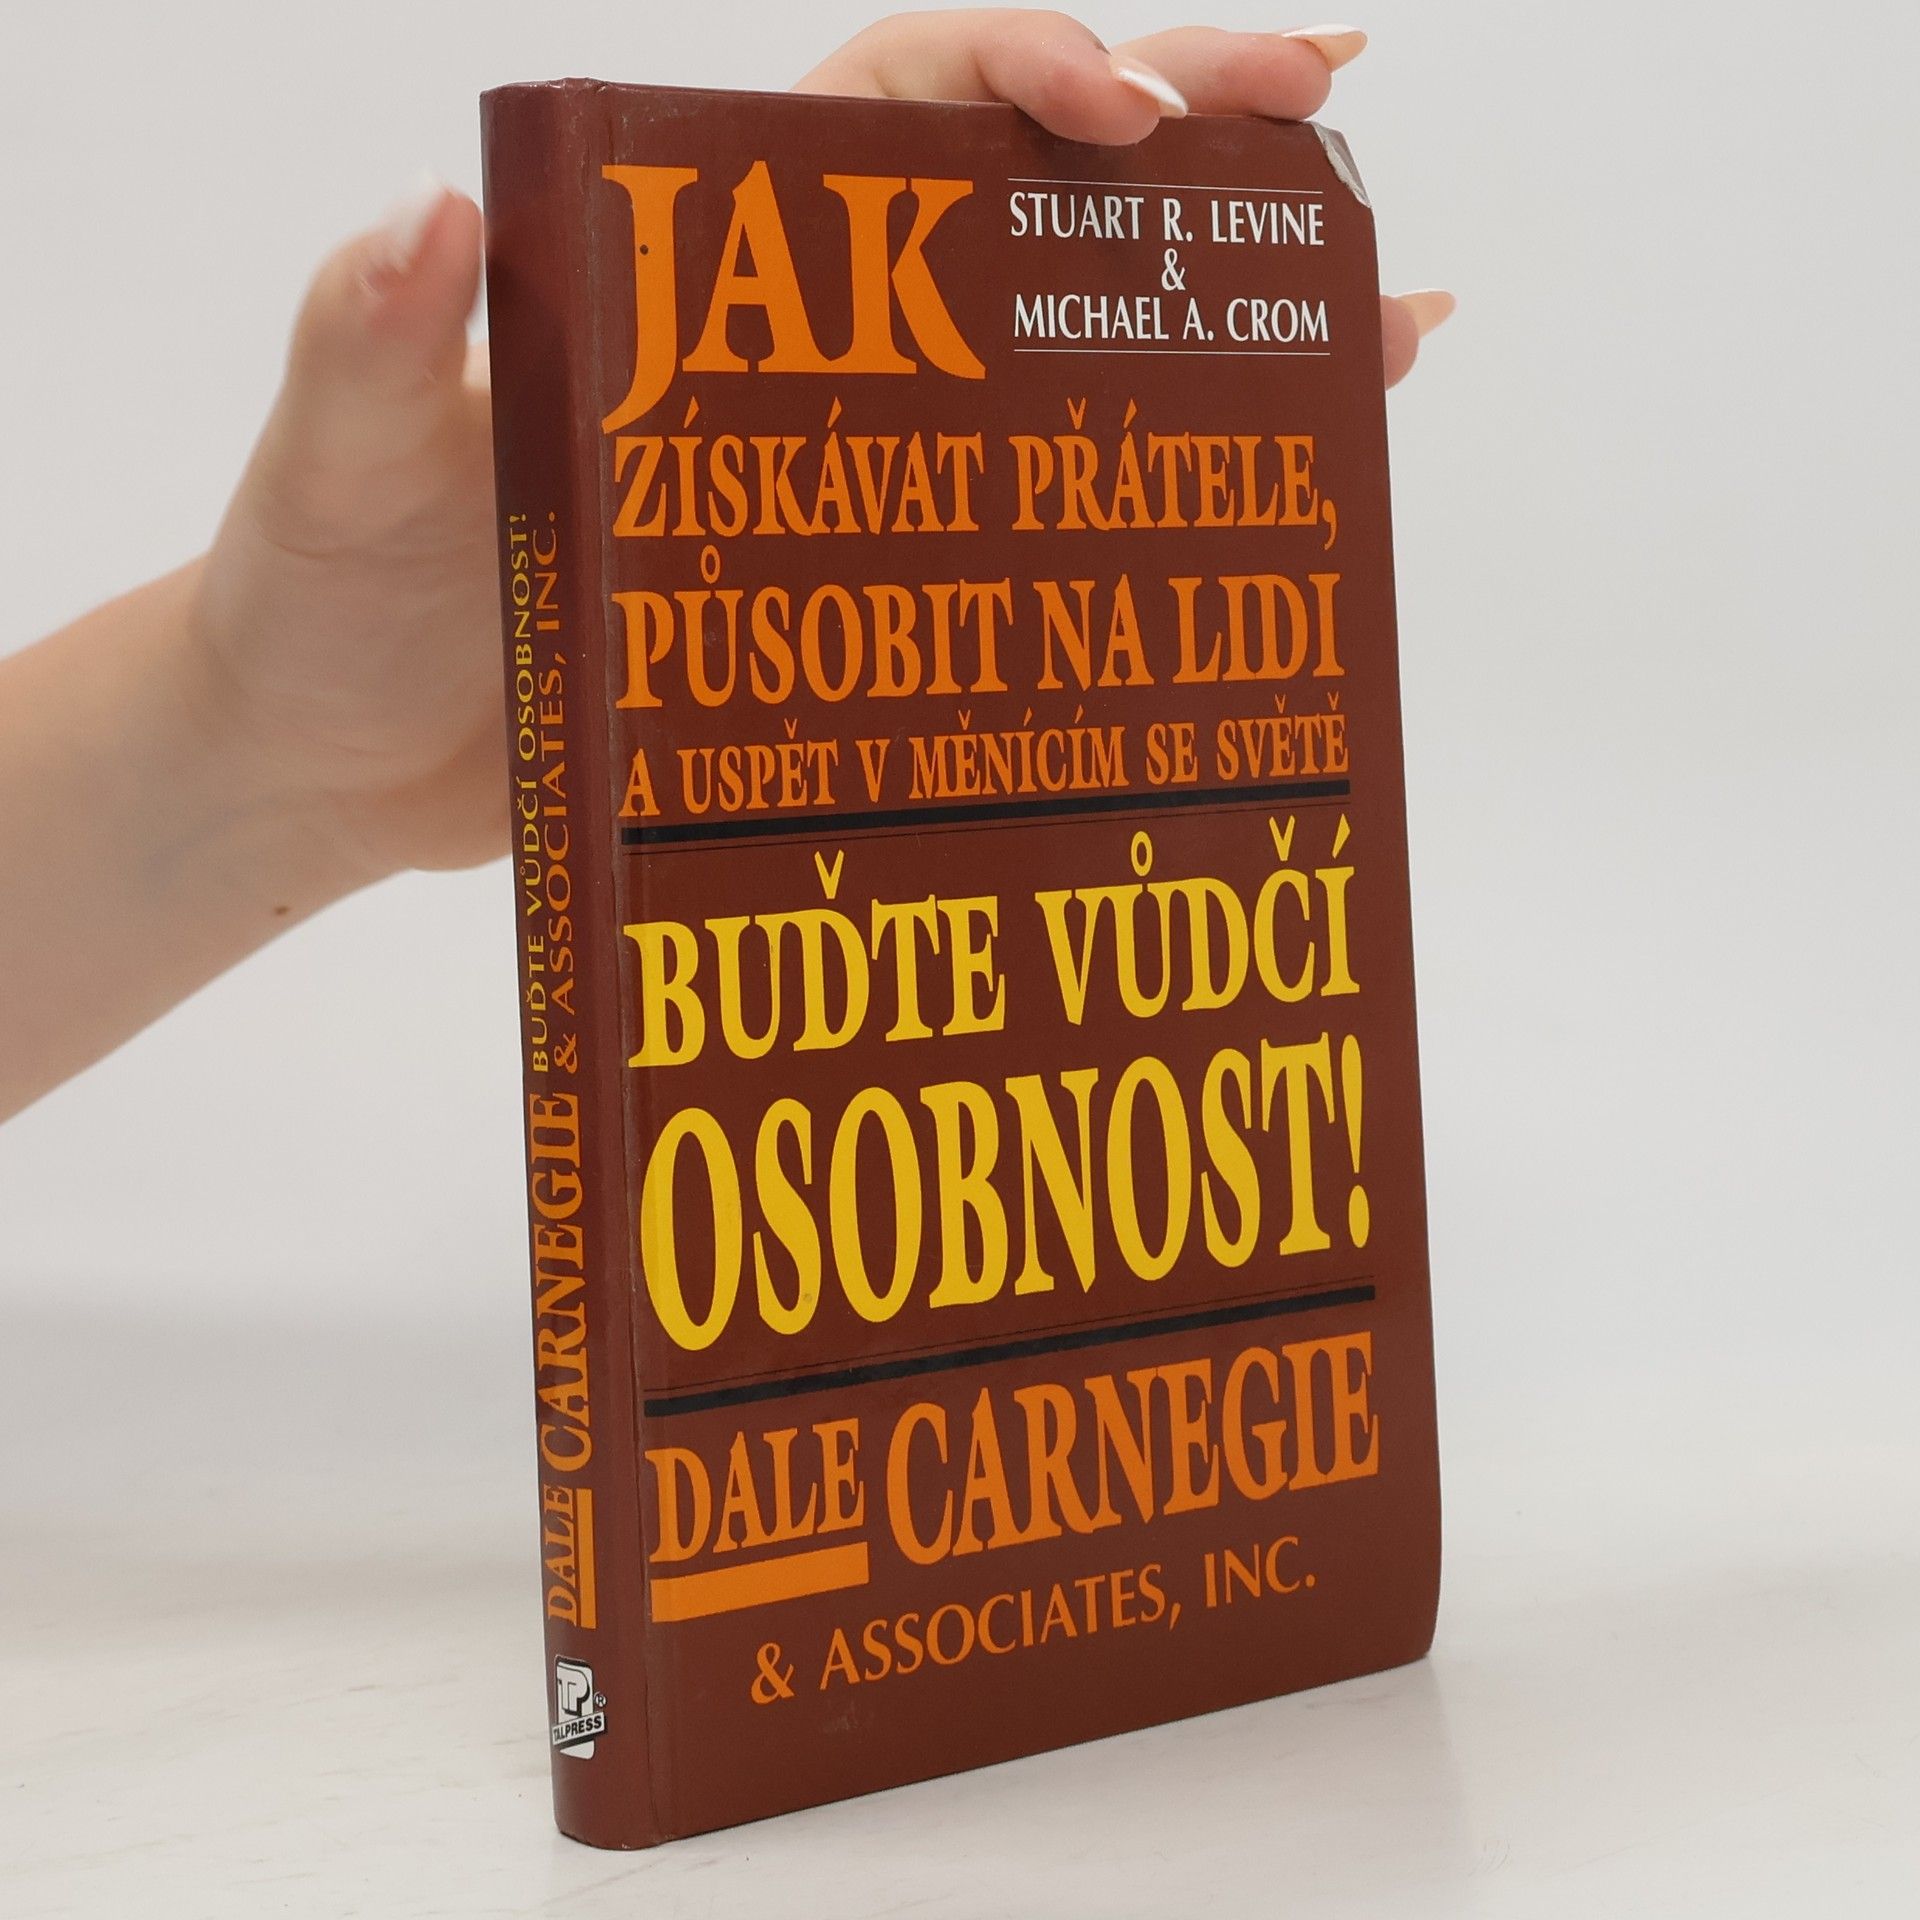 JAK
STUART R. LEVINE
&
MICHAEL A. CROM
ZÍSKÁVAT PŘÁTELE,
PŮSOBIT NA LIDI
A USPĚT V MĚNÍCÍM SE SVĚTĚ
BUĎTE VŮDČÍ
OSOBNOST!
DALE CARNEGIE
& ASSOCIATES, INC.
BUĎTE VŮDČÍ OSOBNOST!
DALE CARNEGIE & ASSOCIATES, INC.
TP®
TALPRESS